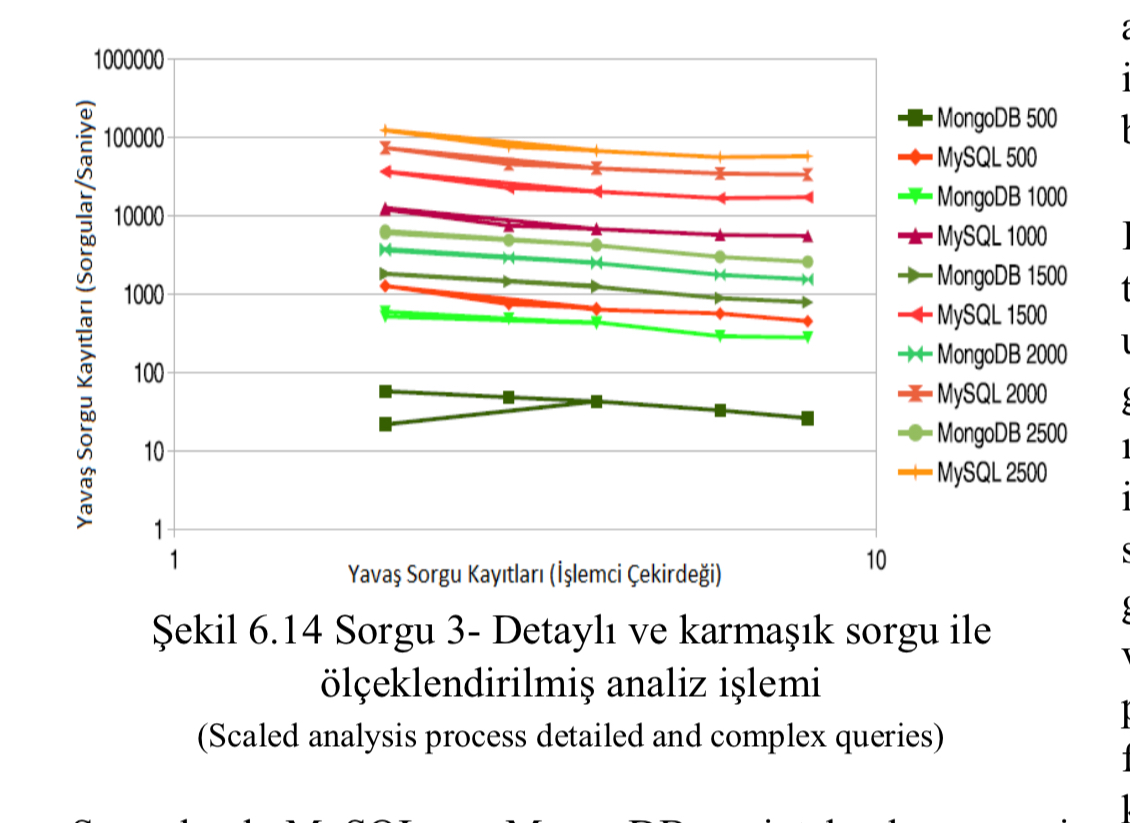 1000000
100000
10000
1000
100
10
1
1
10
Yavaş Sorgu Kayıtları (Sorgular/Saniye)
Yavaş Sorgu Kayıtları (İşlemci Çekirdeği)
MongoDB 500
MySQL 500
MongoDB 1000
MySQL 1000
MongoDB 1500
MySQL 1500
MongoDB 2000
MySQL 2000
MongoDB 2500
MySQL 2500
Şekil 6.14 Sorgu 3- Detaylı ve karmaşık sorgu ile
ölçeklendirilmiş analiz işlemi
(Scaled analysis process detailed and complex queries)